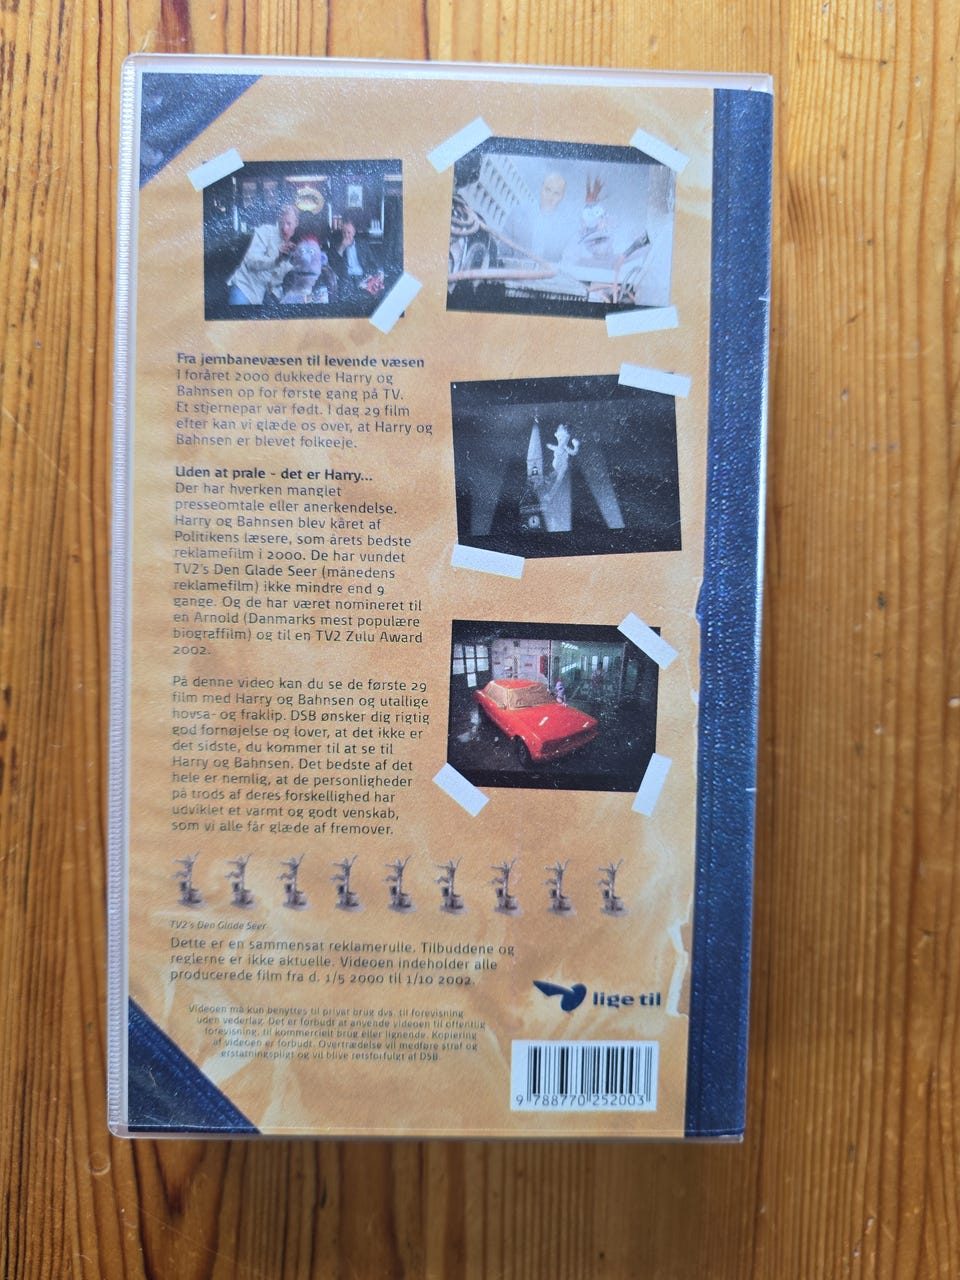 Fra jernbanevæsen til levende væsen
I foråret 2000 dukkede Harry og
Bahnsen op for første gang på TV.
Et stjernepar var født. I dag 29 film
efter kan vi glæde os over, at Harry og
Bahnsen er blevet folkeeje.
Uden at prale - det er Harry...
Der har hverken manglet
presseomtale eller anerkendelse.
Harry og Bahnsen blev kåret af
Politikens læsere, som årets bedste
reklamefilm i 2000. De har vundet
TV2's Den Glade Seer (månedens
reklamefilm) ikke mindre end 9
gange. Og de har været nomineret til
en Arnold (Danmarks mest populære
biograffilm) og til en TV2 Zulu Award
2002.
På denne video kan du se de første 29
film med Harry og Bahnsen og utallige
hovsa- og fraklip. DSB ønsker dig rigtig
god fornøjelse og lover, at det ikke er
det sidste, du kommer til at se til
Harry og Bahnsen. Det bedste af det
hele er nemlig, at de personligheder
på trods af deres forskellighed har
udviklet et varmt og godt venskab,
som vi alle får glæde af fremover.
TV2's Den Glade Seer
Dette er en sammensat reklamerulle. Tilbuddene og
reglerne er ikke aktuelle. Videoen indeholder alle
producerede film fra d. 1/5 2000 til 1/10 2002.
lige til
Videoen må kun benyttes til privat brug dvs. til forevisning
uden vederlag. Det er forbudt at anvende videoen til offentlig
forevisning, til kommercielt brug eller lignende. Kopiering
af videoen er forbudt. Overtrædelse vil medføre straf og
erstatningspligt og vil blive retsforfulgt af DSB.
9 788770 252003